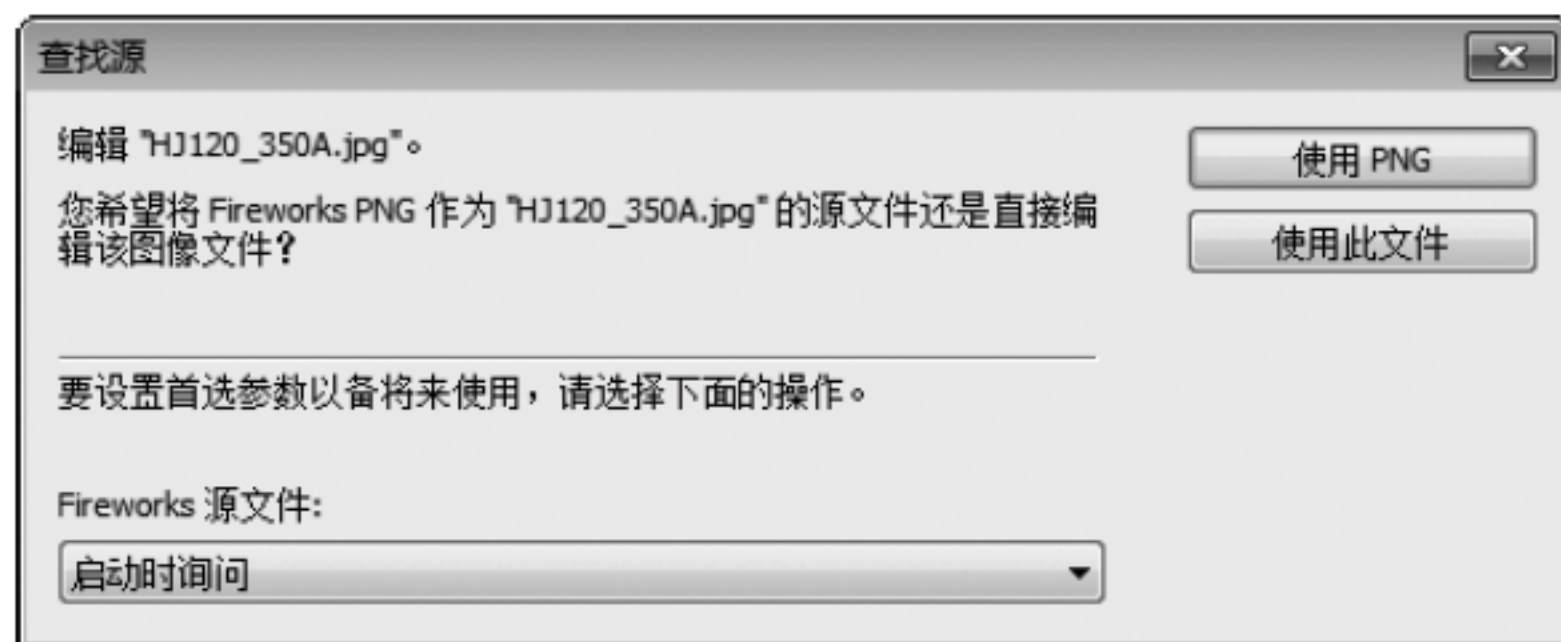 查找源
编辑 "HJ120_350A.jpg"。
使用 PNG
您希望将 Fireworks PNG 作为 "HJ120_350A.jpg" 的源文件还是直接编
辑该图像文件？
使用此文件
要设置首选参数以备将来使用，请选择下面的操作。
Fireworks 源文件:
启动时询问